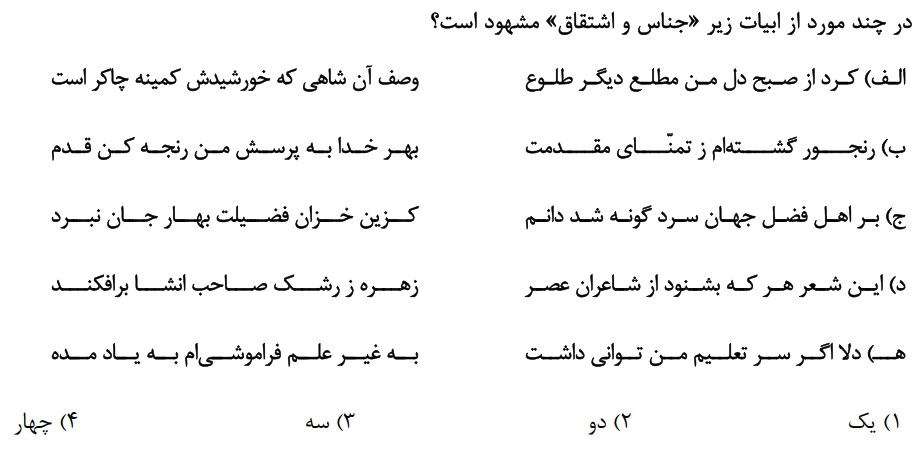 در چند مورد از ابیات زیر «جناس و اشتقاق» مشهود است؟
الف) کرد از صبح دل من مطلع دیگر طلوع وصف آن شاهی که خورشیدش کمینه چاکر است
ب) رنجور گشته‌ام ز تمنّای مقدمت بهر خدا به پرسش من رنجه کن قدم
ج) بر اهل فضل جهان سرد گونه شد دانم کزین خزان فضیلت بهار جان نبرد
د) این شعر هر که بشنود از شاعران عصر زهره ز رشک صاحب انشا برافکند
هـ) دلا اگر سر تعلیم من توانی داشت به غیر علم فراموشی‌ام به یاد مده
۱) یک ۲) دو ۳) سه ۴) چهار